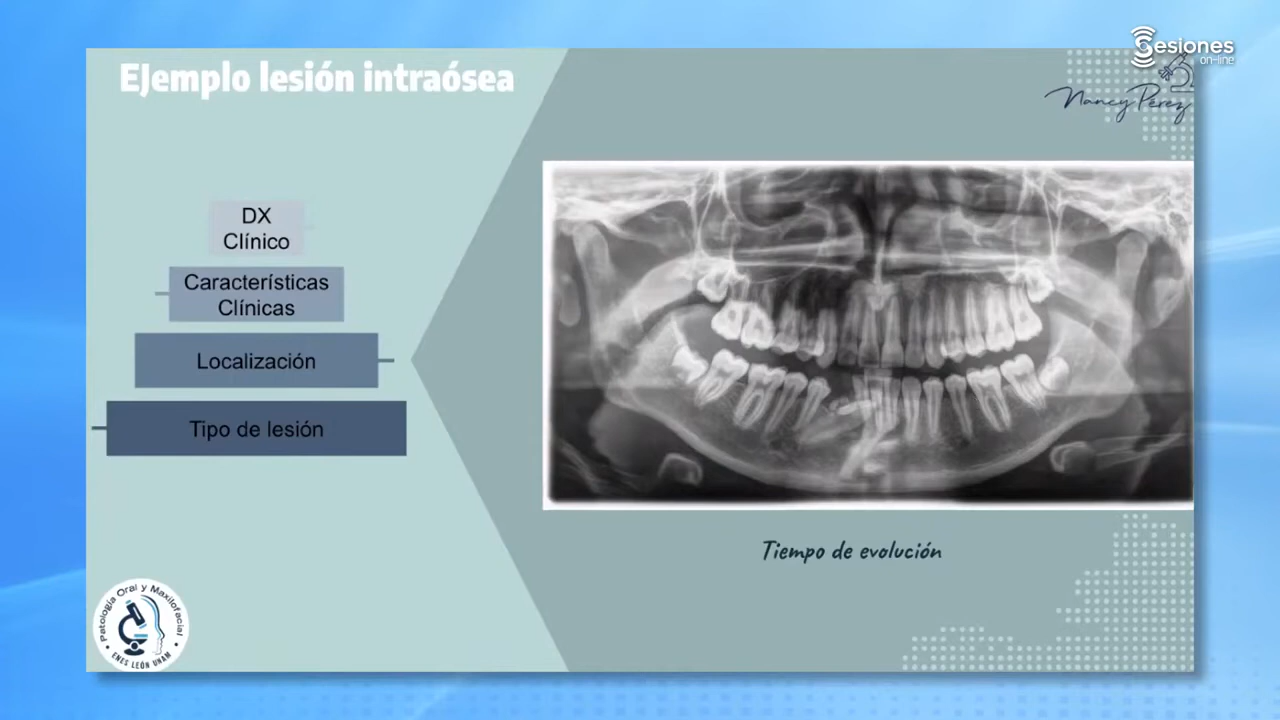 Sesiones
on-line
Ejemplo lesión intraósea
Nancy Pérez
DX
Clínico
Características
Clínicas
Localización
Tipo de lesión
Tiempo de evolución
Patología Oral y Maxilofacial
ENES LEÓN UNAM